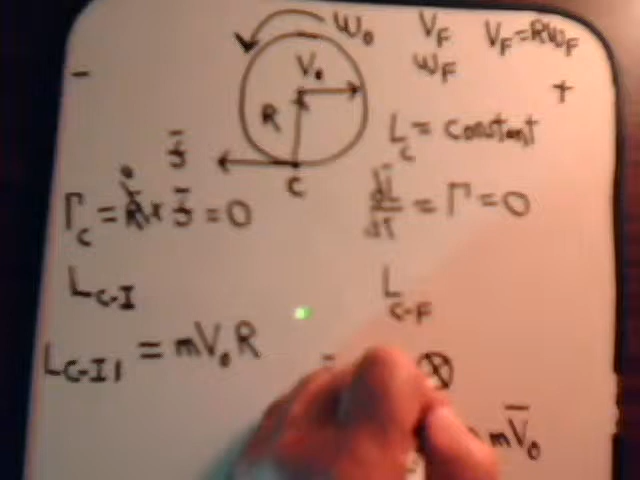 ω₀ V_F V_F = Rω_F
- V₀ ω_F +
R L_C = constant
f̄
C
Γ_C = R̄ × f̄ = 0 dL̄/dt = Γ = 0
0
L_C-I L_C-F
L_C-I1 = mV₀R ⊗
mV̄₀